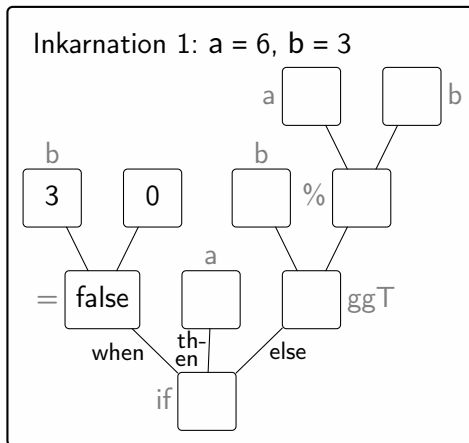 Inkarnation 1: a = 6, b = 3
a b
b b %
3 0
a
= false ggT
when th-
en else
if